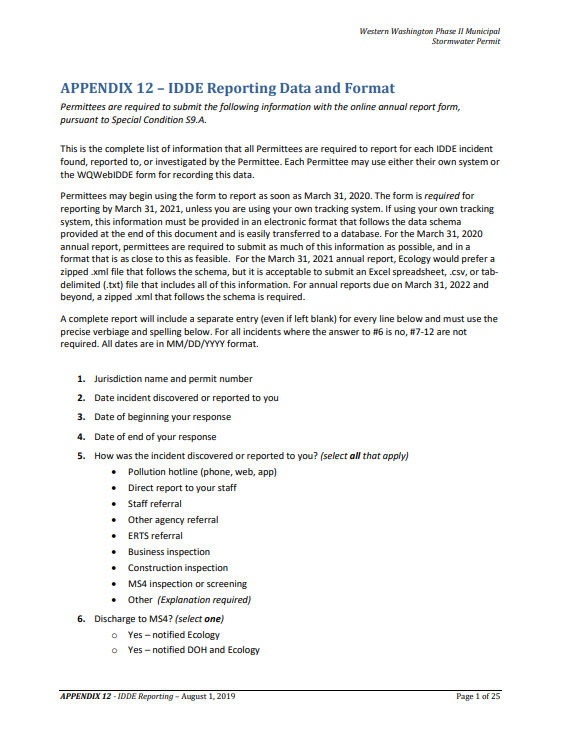 Western Washington Phase II Municipal
Stormwater Permit
APPENDIX 12 – IDDE Reporting Data and Format
Permittees are required to submit the following information with the online annual report form,
pursuant to Special Condition S9.A.
This is the complete list of information that all Permittees are required to report for each IDDE incident
found, reported to, or investigated by the Permittee. Each Permittee may use either their own system or
the WQWebIDDE form for recording this data.
Permittees may begin using the form to report as soon as March 31, 2020. The form is required for
reporting by March 31, 2021, unless you are using your own tracking system. If using your own tracking
system, this information must be provided in an electronic format that follows the data schema
provided at the end of this document and is easily transferred to a database. For the March 31, 2020
annual report, permittees are required to submit as much of this information as possible, and in a
format that is as close to this as feasible.  For the March 31, 2021 annual report, Ecology would prefer a
zipped .xml file that follows the schema, but it is acceptable to submit an Excel spreadsheet, .csv, or tab-
delimited (.txt) file that includes all of this information. For annual reports due on March 31, 2022 and
beyond, a zipped .xml that follows the schema is required.
A complete report will include a separate entry (even if left blank) for every line below and must use the
precise verbiage and spelling below. For all incidents where the answer to #6 is no, #7-12 are not
required. All dates are in MM/DD/YYYY format.
1. Jurisdiction name and permit number
2. Date incident discovered or reported to you
3. Date of beginning your response
4. Date of end of your response
5. How was the incident discovered or reported to you? (select all that apply)
• Pollution hotline (phone, web, app)
• Direct report to your staff
• Staff referral
• Other agency referral
• ERTS referral
• Business inspection
• Construction inspection
• MS4 inspection or screening
• Other (Explanation required)
6. Discharge to MS4? (select one)
o Yes – notified Ecology
o Yes – notified DOH and Ecology
APPENDIX 12 - IDDE Reporting – August 1, 2019 Page 1 of 25